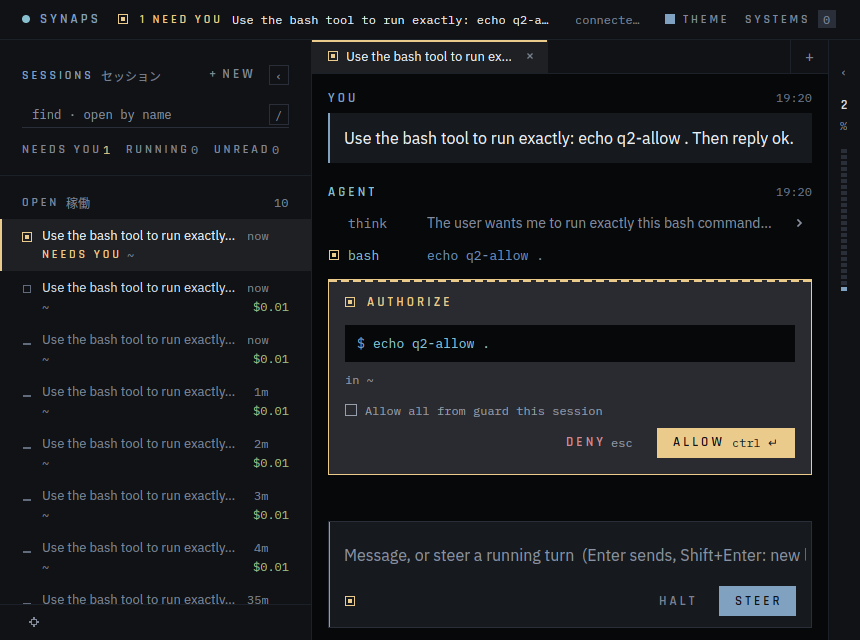 SYNAPS 1 NEED YOU Use the bash tool to run exactly: echo q2-a… connecte… THEME SYSTEMS 0
SESSIONS セッション + NEW ‹
find · open by name /
NEEDS YOU 1 RUNNING 0 UNREAD 0
OPEN 稼働 10
Use the bash tool to run exactly… now
NEEDS YOU ~
Use the bash tool to run exactly… now
~ $0.01
Use the bash tool to run exactly… now
~ $0.01
Use the bash tool to run exactly… 1m
~ $0.01
Use the bash tool to run exactly… 2m
~ $0.01
Use the bash tool to run exactly… 3m
~ $0.01
Use the bash tool to run exactly… 4m
~ $0.01
Use the bash tool to run exactly… 35m
Use the bash tool to run ex… × +
YOU 19:20
Use the bash tool to run exactly: echo q2-allow . Then reply ok.
AGENT 19:20
think The user wants me to run exactly this bash command… ›
bash echo q2-allow .
AUTHORIZE
$ echo q2-allow .
in ~
Allow all from guard this session
DENY esc ALLOW ctrl ↵
Message, or steer a running turn (Enter sends, Shift+Enter: new l
HALT STEER
‹
2
%